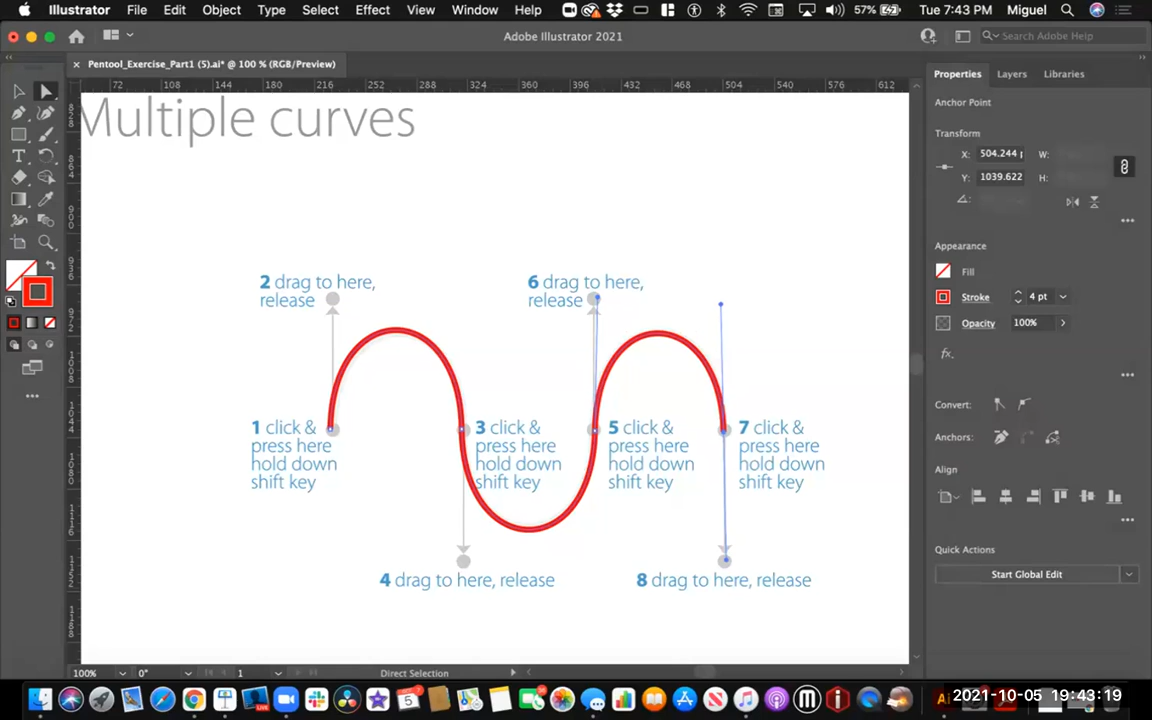 Illustrator File Edit Object Type Select Effect View Window Help 57% Tue 7:43 PM Miguel
Adobe Illustrator 2021 Search Adobe Help
Pentool_Exercise_Part1 (5).ai* @ 100 % (RGB/Preview)
Properties Layers Libraries
72 108 144 180 216 252 288 324 360 396 432 468 504 540 576 612
Multiple curves
Anchor Point
Transform
X: 504.244 W:
Y: 1039.622 H:
Appearance
Fill
Stroke 4 pt
Opacity 100%
fx.
Convert:
Anchors:
Align
Quick Actions
Start Global Edit
2 drag to here,
release
6 drag to here,
release
1 click &
press here
hold down
shift key
3 click &
press here
hold down
shift key
5 click &
press here
hold down
shift key
7 click &
press here
hold down
shift key
4 drag to here, release
8 drag to here, release
100% 0° 1 Direct Selection
2021-10-05 19:43:19